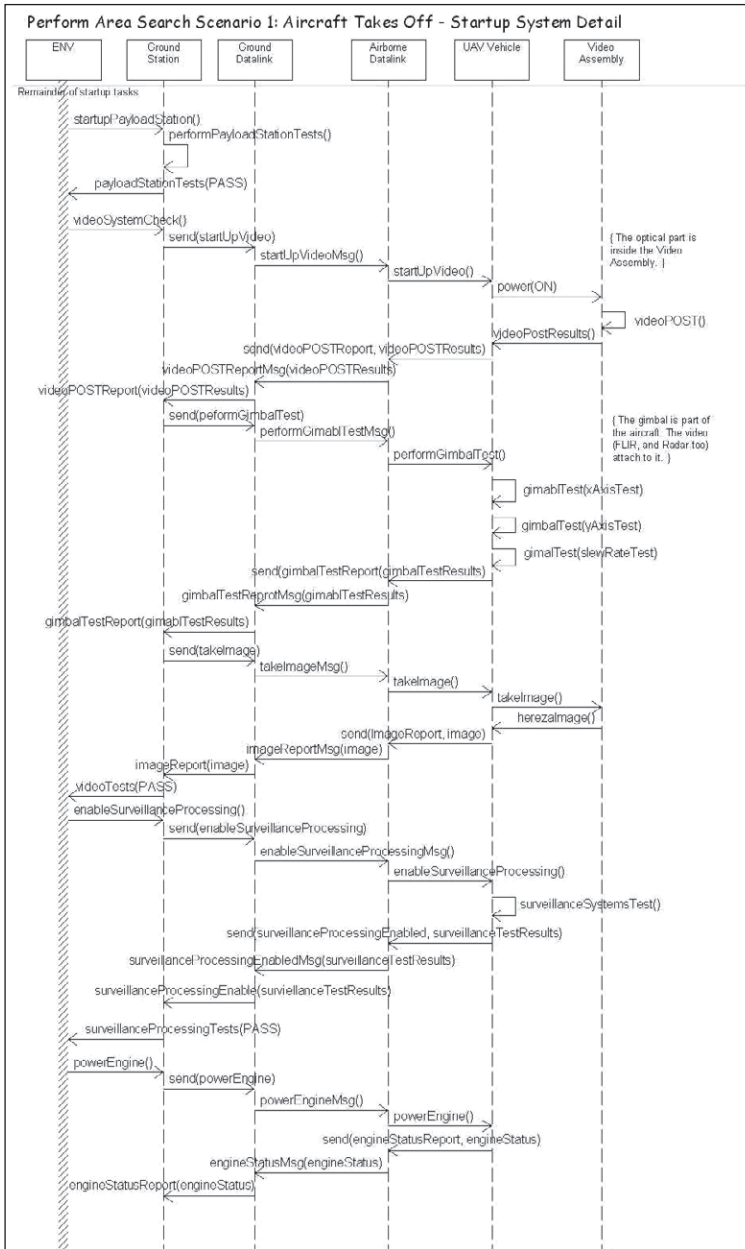 Perform Area Search Scenario 1: Aircraft Takes Off - Startup System Detail
ENV
Ground
Station
Ground
Datalink
Airborne
Datalink
UAV Vehicle
Video
Assembly
Remainder of startup tasks
startupPayloadStation()
performPayloadStationTests()
payloadStationTests(PASS)
videoSystemCheck()
send(startUpVideo)
{ The optical part is
inside the Video
Assembly. }
startUpVideoMsg()
startUpVideo()
power(ON)
videoPOST()
videoPostResults()
send(videoPOSTReport, videoPOSTResults)
videoPOSTReportMsg(videoPOSTResults)
videoPOSTReport(videoPOSTResults)
send(peformGimbalTest)
{ The gimbal is part of
the aircraft. The video
(FLIR, and Radar too)
attach to it. }
performGimablTestMsg()
performGimbalTest()
gimablTest(xAxisTest)
gimbalTest(yAxisTest)
gimalTest(slewRateTest)
send(gimbalTestReport(gimbalTestResults)
gimbalTestReprotMsg(gimablTestResults)
gimbalTestReport(gimablTestResults)
send(takeImage)
takeImageMsg()
takeImage()
takeImage()
herezaImage()
send(ImageReport, image)
imageReportMsg(image)
imageReport(image)
videoTests(PASS)
enableSurveillanceProcessing()
send(enableSurveillanceProcessing)
enableSurveillanceProcessingMsg()
enableSurveillanceProcessing()
surveillanceSystemsTest()
send(surveillanceProcessingEnabled, surveillanceTestResults)
surveillanceProcessingEnabledMsg(surveillanceTestResults)
surveillanceProcessingEnable(surviellanceTestResults)
surveillanceProcessingTests(PASS)
powerEngine()
send(powerEngine)
powerEngineMsg()
powerEngine()
send(engineStatusReport, engineStatus)
engineStatusMsg(engineStatus)
engineStatusReport(engineStatus)